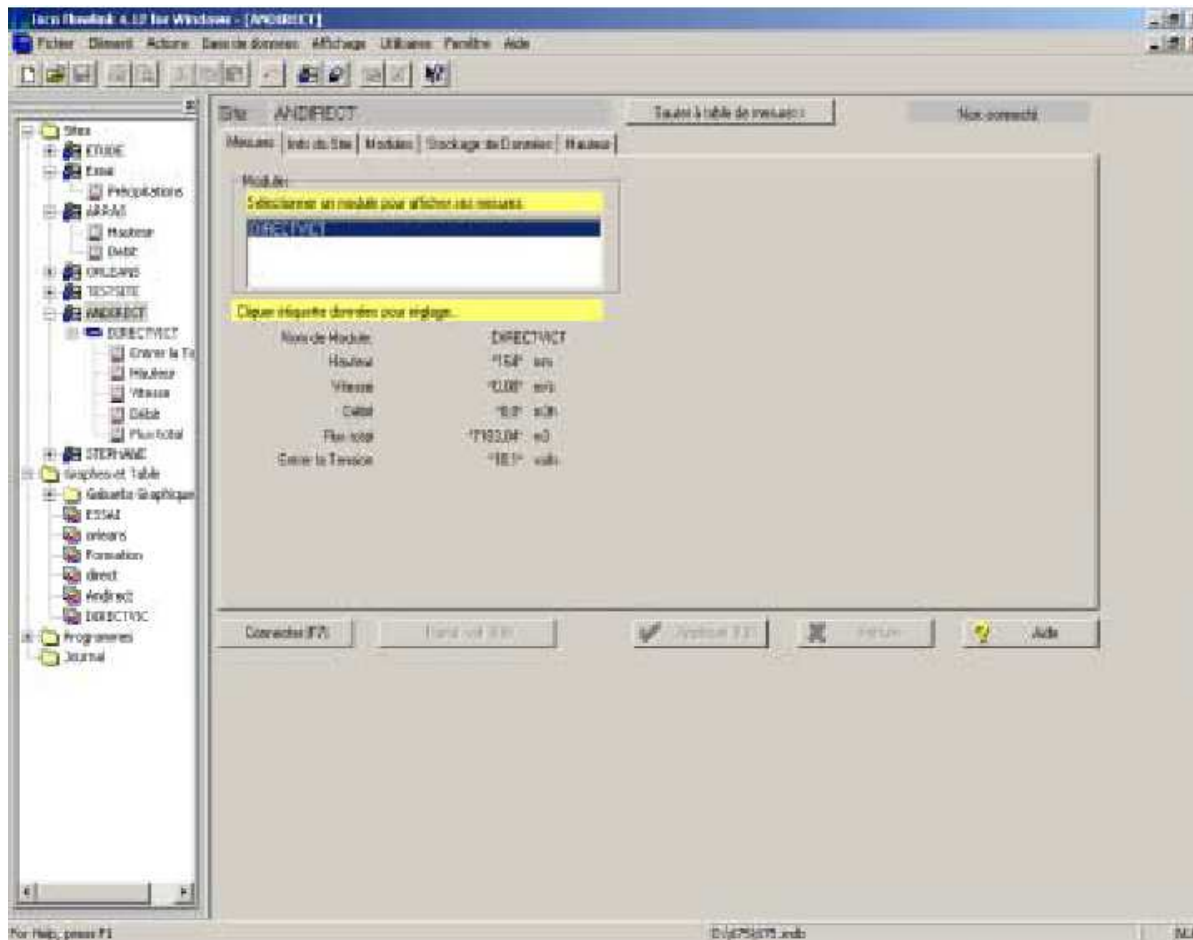 Isco Flowlink 4.12 for Windows - [ANDIRECT]
Fichier Elément Actions Base de données Affichage Utilitaires Fenêtre Aide
Site ANDIRECT
Sauter à table de mesures
Non connecté
Mesures Info du Site Modules Stockage de Données Hauteur
Modules
Sélectionner un module pour afficher ses mesures.
DIRECTVICT
Cliquer étiquette données pour réglage.
Nom de Module: DIRECTVICT
Hauteur mm
Vitesse m/s
Débit
Flux total m3
Entrer la Tension volts
Connecter (F7)
Aide
Sites
ETUDE
Essai
Précipitations
ARRAS
Hauteur
Débit
ORLEANS
TESTSITE
ANDIRECT
DIRECTVICT
Entrer la Te
Hauteur
Vitesse
Débit
Flux total
STEPHANE
Graphes et Table
Gabarits Graphique
ESSAI
orleans
Formation
direct
Andirect
DIRECTVIC
Programmes
Journal
For Help, press F1